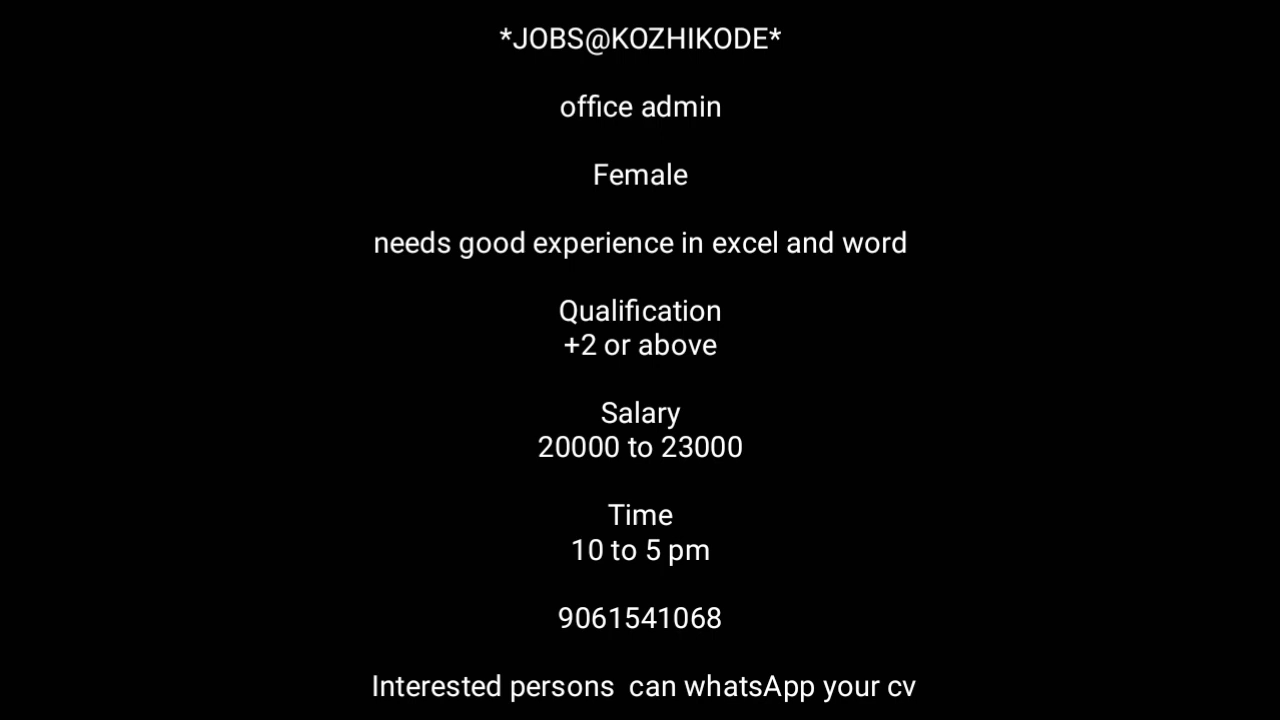 *JOBS@KOZHIKODE*
office admin
Female
needs good experience in excel and word
Qualification
+2 or above
Salary
20000 to 23000
Time
10 to 5 pm
9061541068
Interested persons  can whatsApp your cv